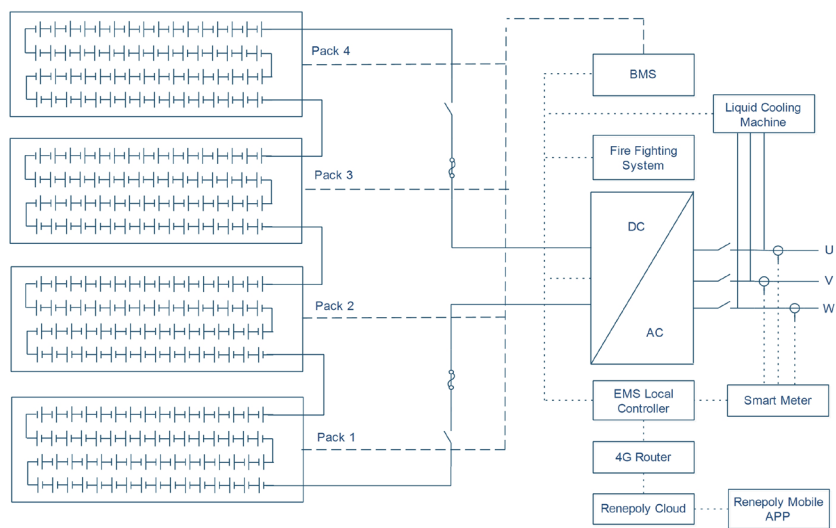 Pack 4
BMS
Liquid Cooling
Machine
Fire Fighting
System
Pack 3
DC
U
V
W
Pack 2
AC
EMS Local
Controller
Smart Meter
Pack 1
4G Router
Renepoly Cloud
Renepoly Mobile
APP